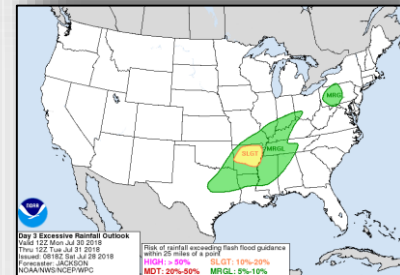 MRGL
SLGT
MRGL
noaa
Day 3 Excessive Rainfall Outlook
Valid 12Z Mon Jul 30 2018
Thru 12Z Tue Jul 31 2018
Issued: 0818Z Sat Jul 28 2018
Forecaster: JACKSON
NOAA/NWS/NCEP/WPC
Risk of rainfall exceeding flash flood guidance
within 25 miles of a point
HIGH: > 50%
SLGT: 10%-20%
MDT: 20%-50%
MRGL: 5%-10%